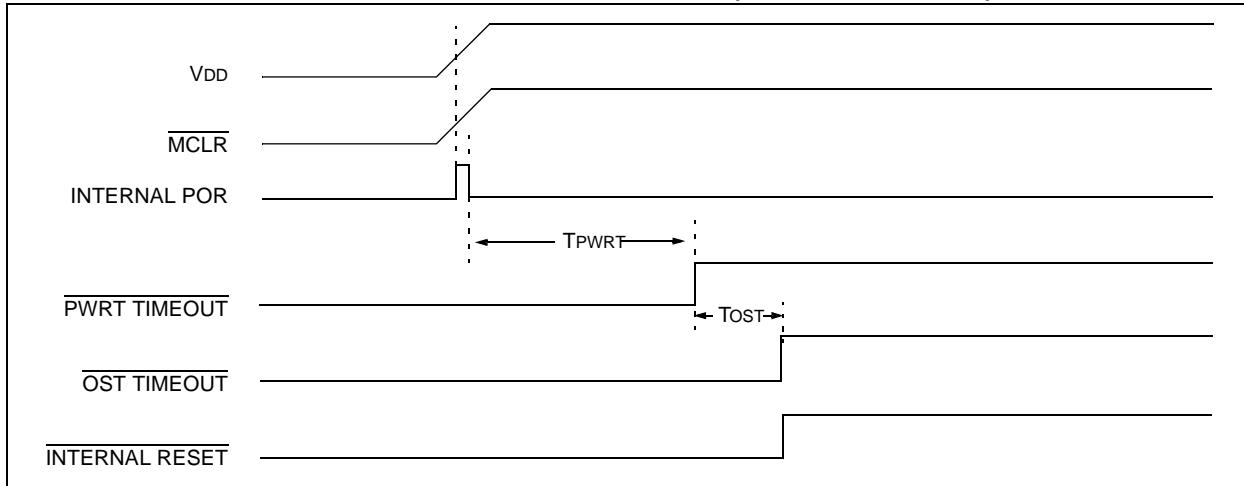 VDD
MCLR
INTERNAL POR
TPWRT
PWRT TIMEOUT
TOST
OST TIMEOUT
INTERNAL RESET